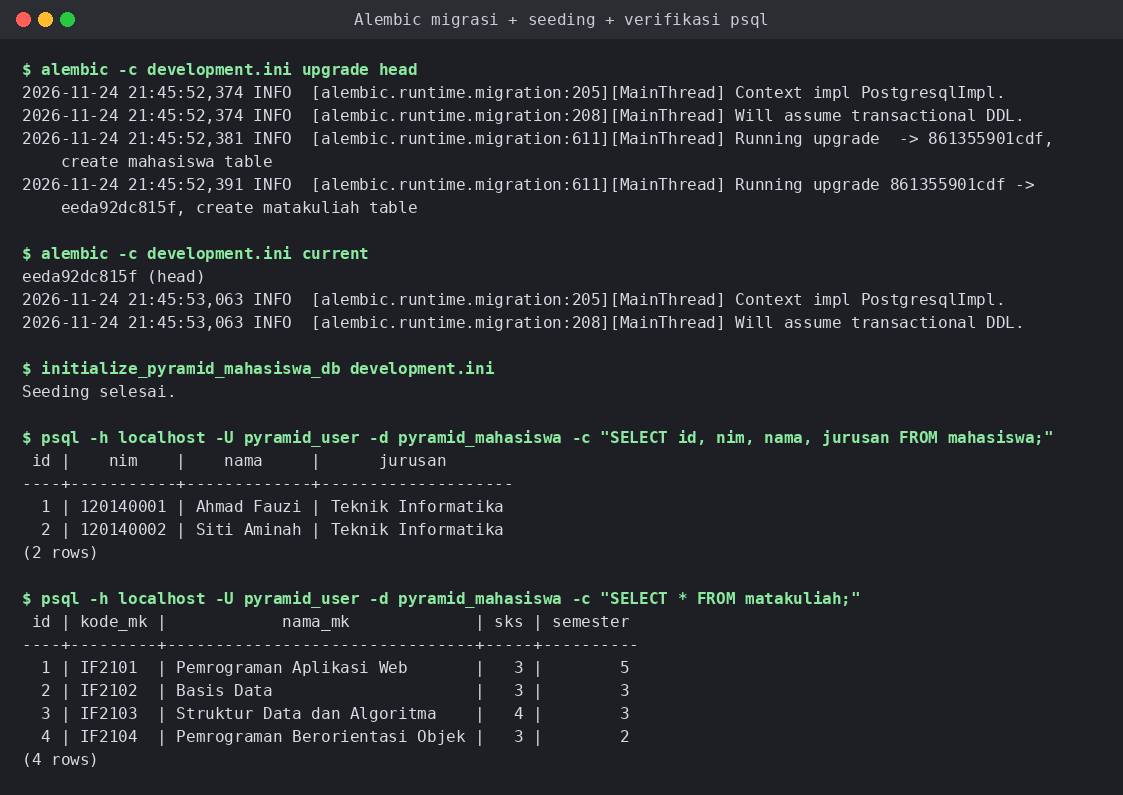 Alembic migrasi + seeding + verifikasi psql
$ alembic -c development.ini upgrade head
2026-11-24 21:45:52,374 INFO  [alembic.runtime.migration:205][MainThread] Context impl PostgresqlImpl.
2026-11-24 21:45:52,374 INFO  [alembic.runtime.migration:208][MainThread] Will assume transactional DDL.
2026-11-24 21:45:52,381 INFO  [alembic.runtime.migration:611][MainThread] Running upgrade  -> 861355901cdf,
    create mahasiswa table
2026-11-24 21:45:52,391 INFO  [alembic.runtime.migration:611][MainThread] Running upgrade 861355901cdf ->
    eeda92dc815f, create matakuliah table
$ alembic -c development.ini current
eeda92dc815f (head)
2026-11-24 21:45:53,063 INFO  [alembic.runtime.migration:205][MainThread] Context impl PostgresqlImpl.
2026-11-24 21:45:53,063 INFO  [alembic.runtime.migration:208][MainThread] Will assume transactional DDL.
$ initialize_pyramid_mahasiswa_db development.ini
Seeding selesai.
$ psql -h localhost -U pyramid_user -d pyramid_mahasiswa -c "SELECT id, nim, nama, jurusan FROM mahasiswa;"
 id |    nim    |    nama     |      jurusan
----+-----------+-------------+--------------------
  1 | 120140001 | Ahmad Fauzi | Teknik Informatika
  2 | 120140002 | Siti Aminah | Teknik Informatika
(2 rows)
$ psql -h localhost -U pyramid_user -d pyramid_mahasiswa -c "SELECT * FROM matakuliah;"
 id | kode_mk |            nama_mk             | sks | semester
----+---------+--------------------------------+-----+----------
  1 | IF2101  | Pemrograman Aplikasi Web       |   3 |        5
  2 | IF2102  | Basis Data                     |   3 |        3
  3 | IF2103  | Struktur Data dan Algoritma    |   4 |        3
  4 | IF2104  | Pemrograman Berorientasi Objek |   3 |        2
(4 rows)